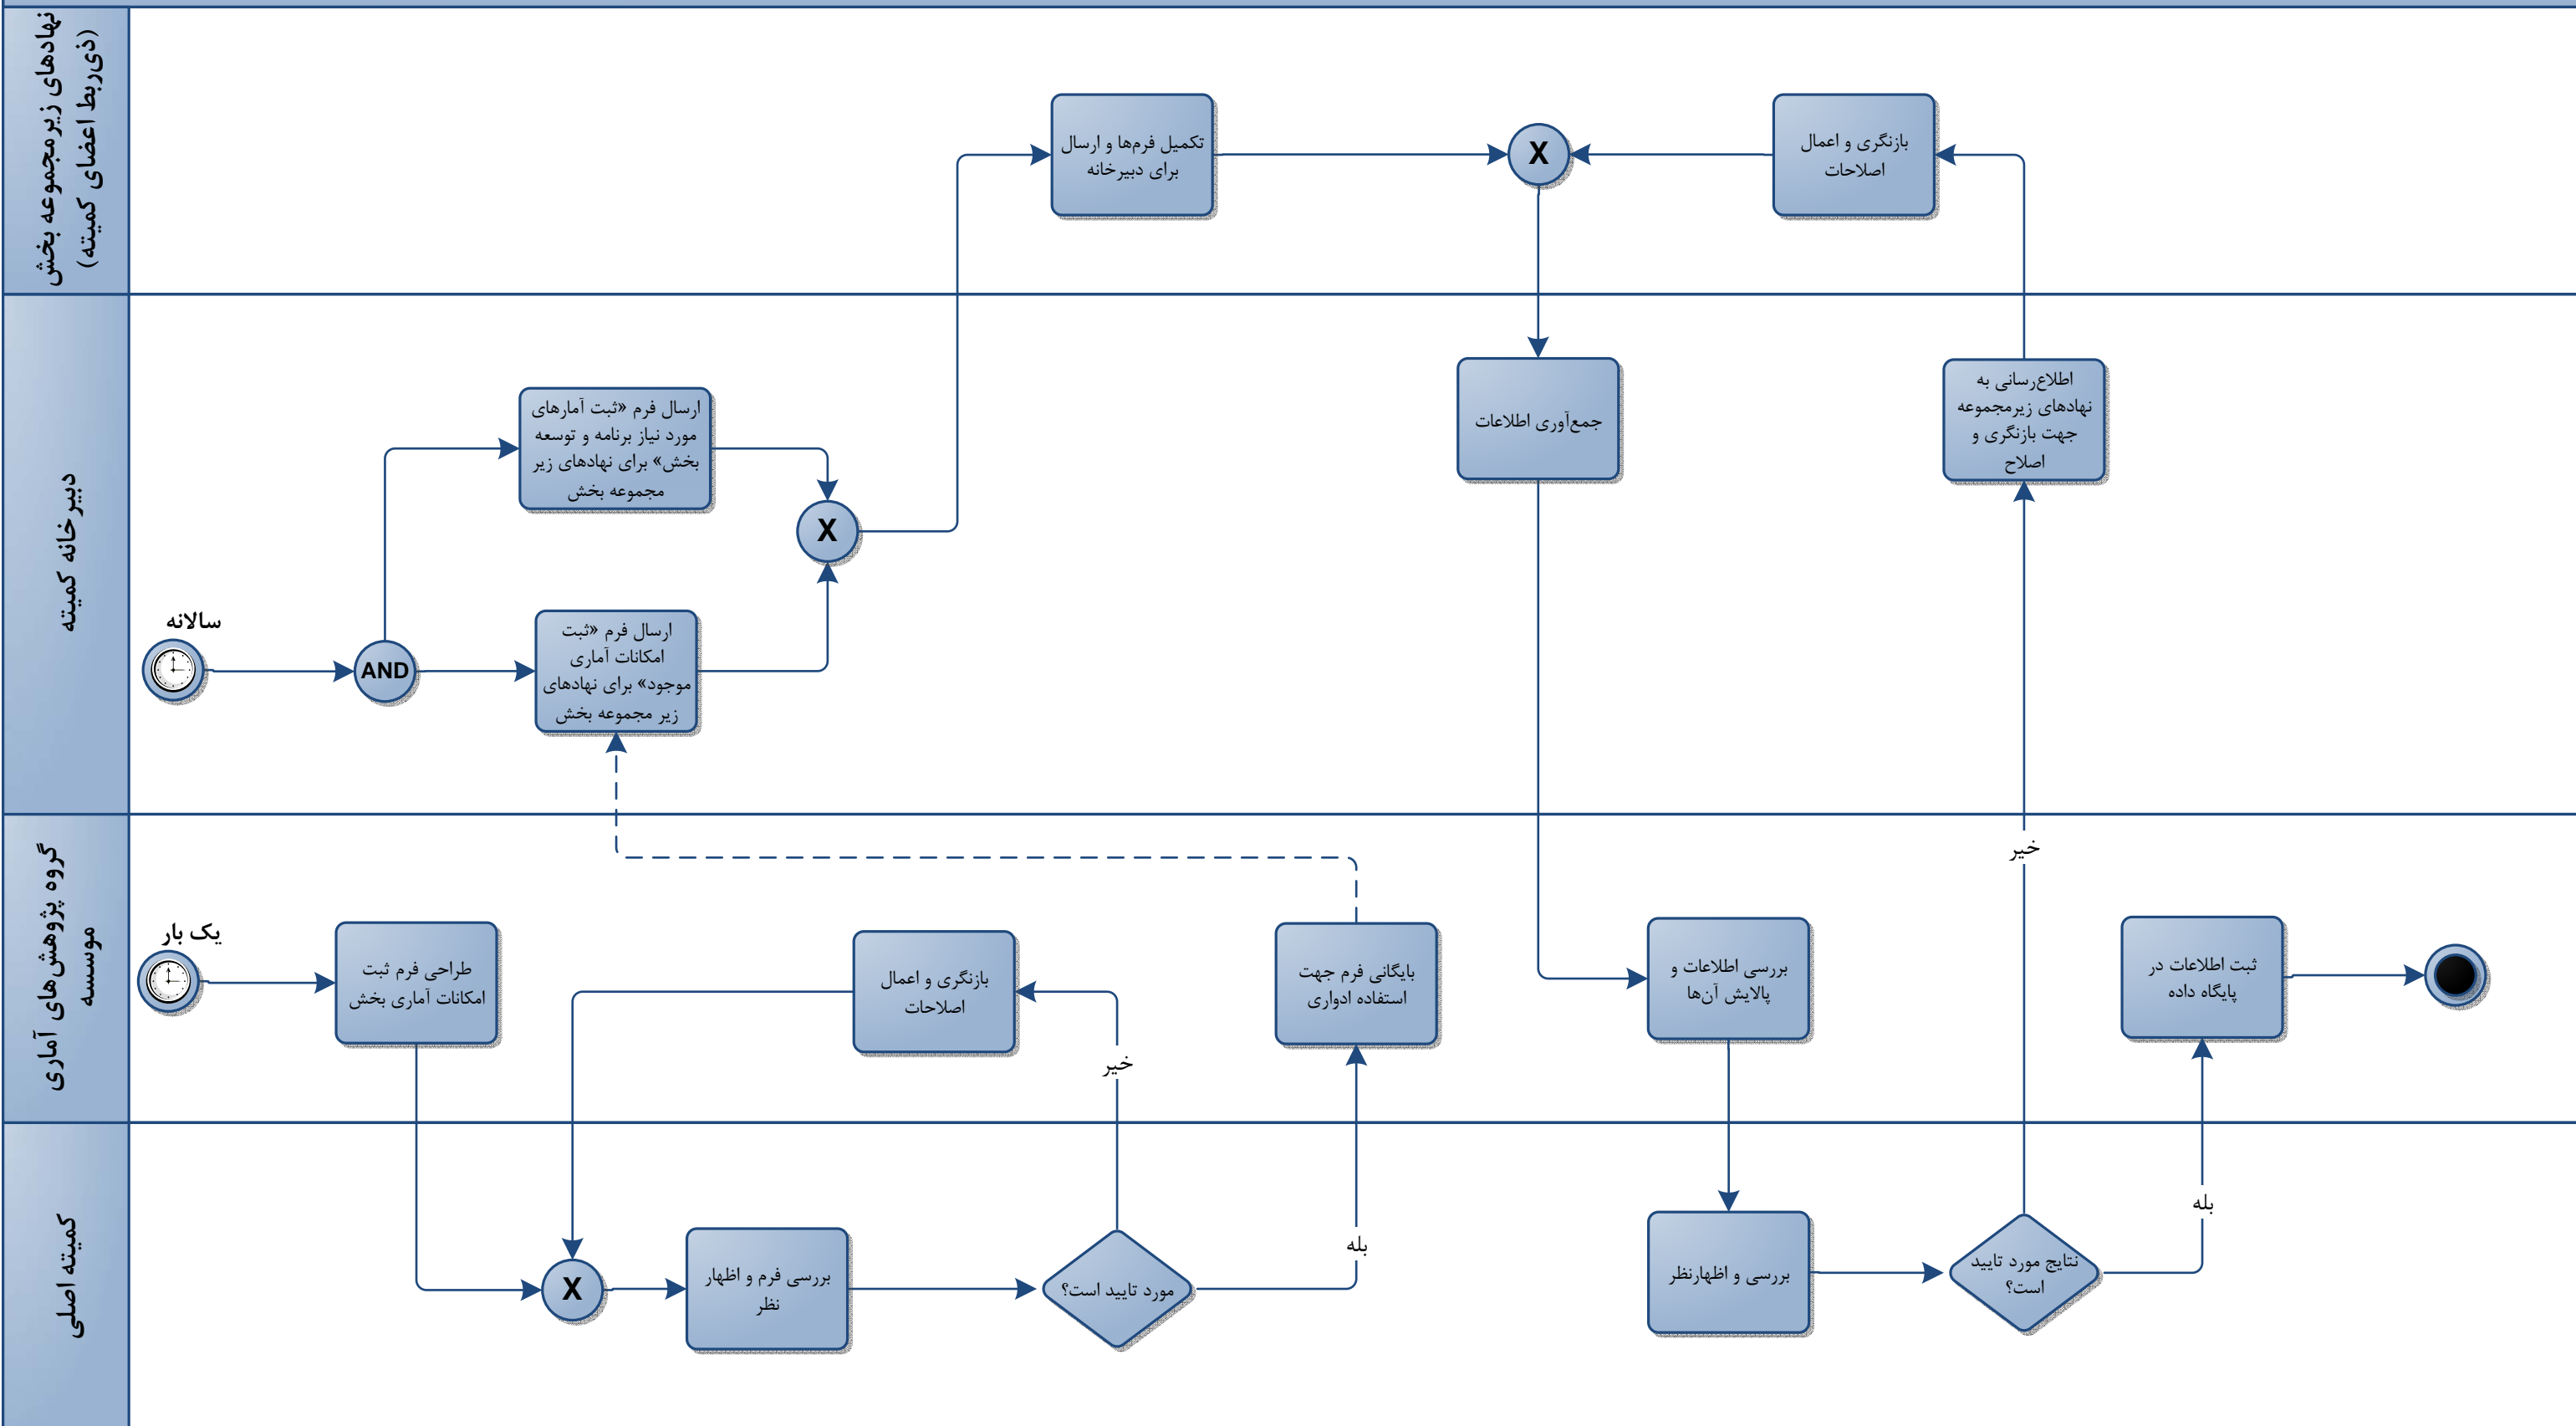 نهادهای زیرمجموعه بخش
(ذی‌ربط اعضای کمیته)
تکمیل فرم‌ها و ارسال
برای دبیرخانه
X
بازنگری و اعمال
اصلاحات
دبیرخانه کمیته
سالانه
AND
ارسال فرم «ثبت آمارهای
مورد نیاز برنامه و توسعه
بخش» برای نهادهای زیر
مجموعه بخش
ارسال فرم «ثبت
امکانات آماری
موجود» برای نهادهای
زیر مجموعه بخش
X
جمع‌آوری اطلاعات
اطلاع‌رسانی به
نهادهای زیرمجموعه
جهت بازنگری و
اصلاح
گروه پژوهش‌های آماری
موسسه
یک بار
طراحی فرم ثبت
امکانات آماری بخش
بازنگری و اعمال
اصلاحات
خیر
بایگانی فرم جهت
استفاده ادواری
بررسی اطلاعات و
پالایش آن‌ها
خیر
ثبت اطلاعات در
پایگاه داده
کمیته اصلی
X
بررسی فرم و اظهار
نظر
مورد تایید است؟
بله
بررسی و اظهارنظر
نتایج مورد تایید
است؟
بله